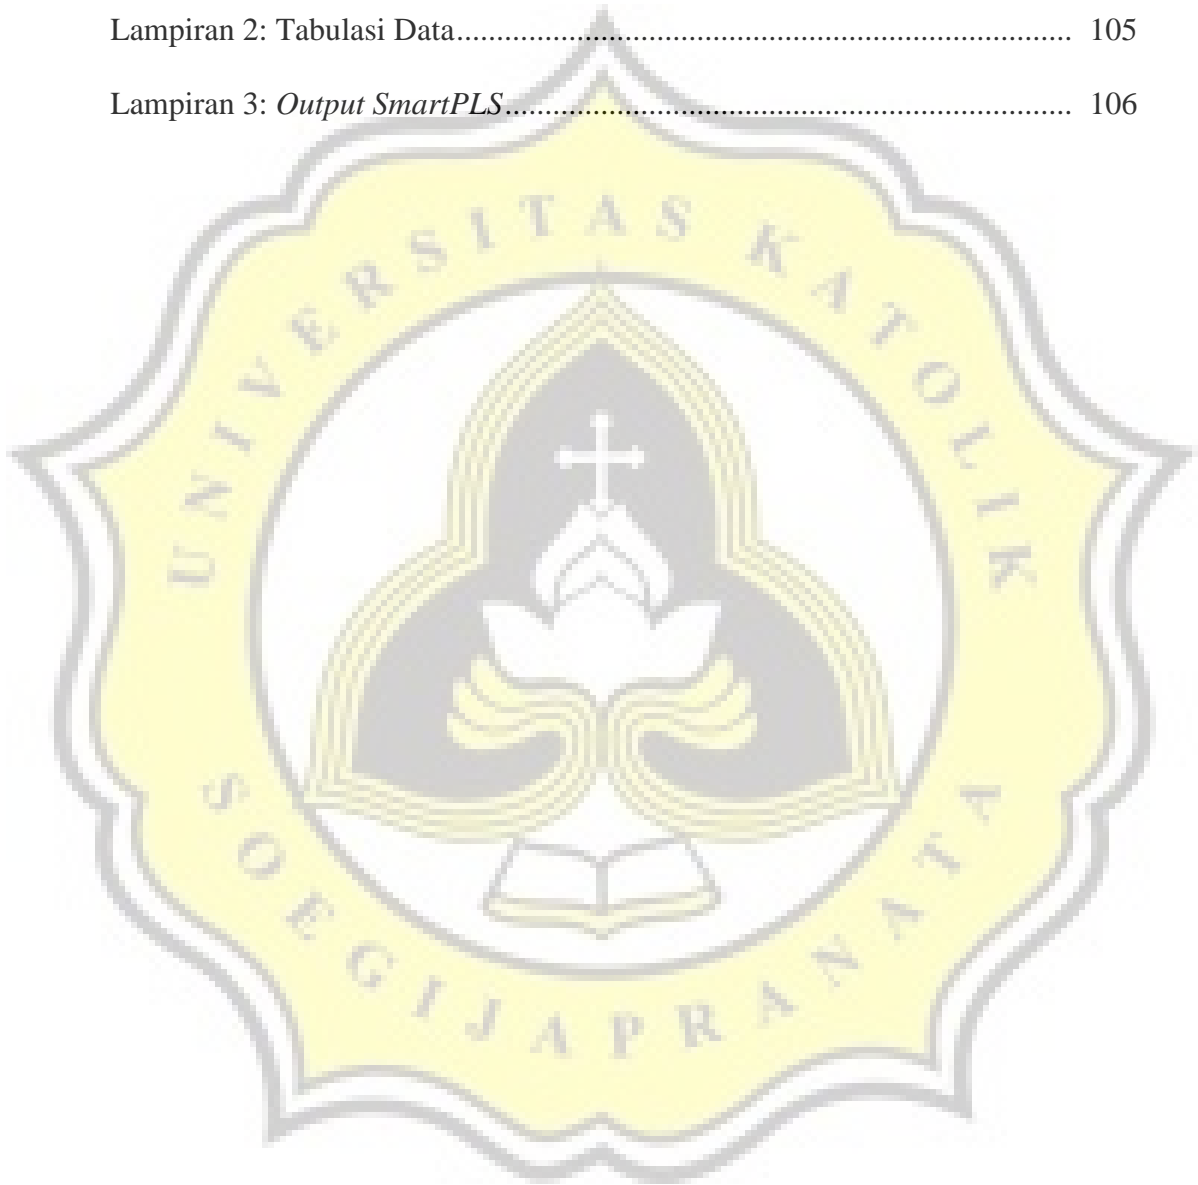 Lampiran 2: Tabulasi Data............................................................................ 105
Lampiran 3: Output SmartPLS...................................................................... 106
UNIVERSITAS KATOLIK
SOEGIJAPRANATA